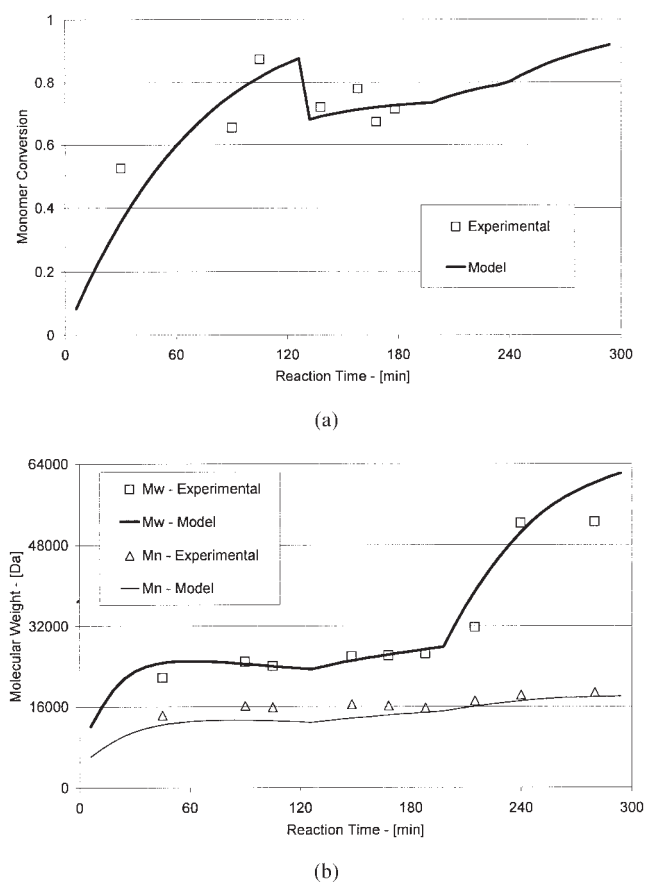 1
0.8
0.6
0.4
0.2
0
Monomer Conversion
Experimental
Model
0 60 120 180 240 300
Reaction Time - [min]
(a)
64000
48000
32000
16000
0
Molecular Weight - [Da]
Mw - Experimental
Mw - Model
Mn - Experimental
Mn - Model
0 60 120 180 240 300
Reaction Time - [min]
(b)